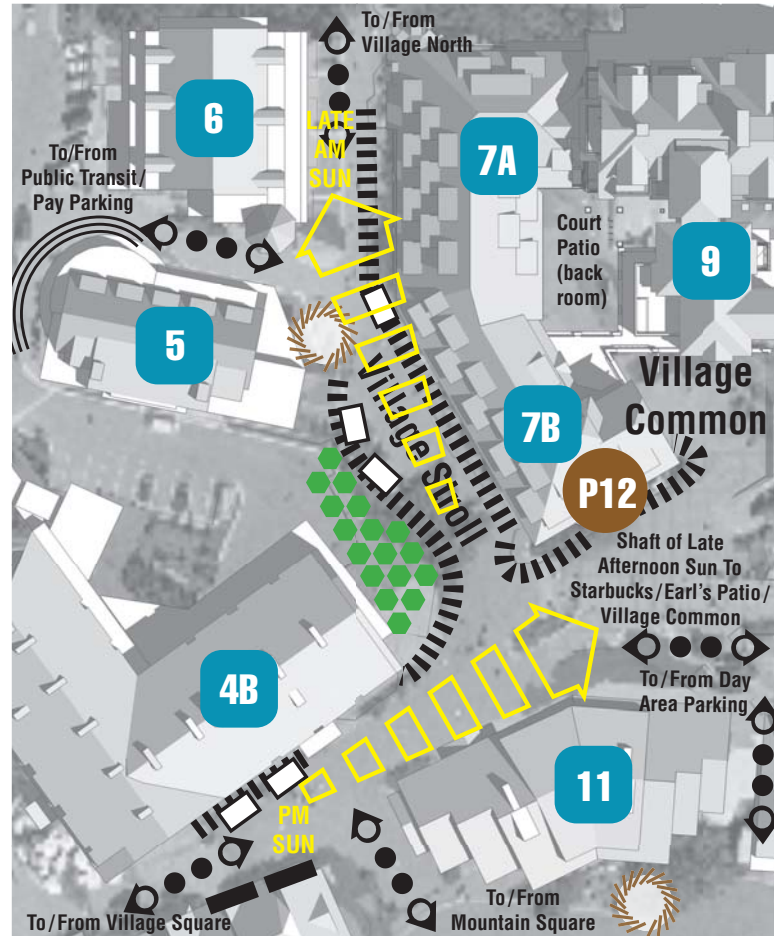 To/From
Village North
6
LATE
AM
SUN
7A
To/From
Public Transit/
Pay Parking
Court
Patio
(back
room)
9
5
Village Stroll
Village
Common
7B
P12
Shaft of Late
Afternoon Sun To
Starbucks/Earl's Patio/
Village Common
4B
To/From Day
Area Parking
11
PM
SUN
To/From Village Square
To/From
Mountain Square